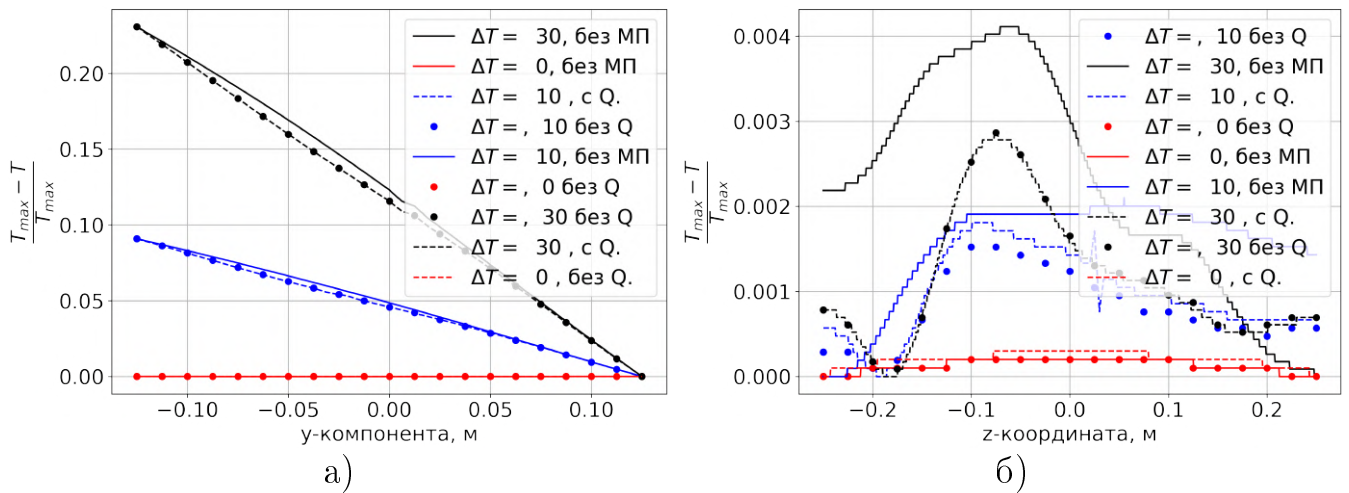 0.20
0.15
0.10
0.05
0.00
T_max − T
T_max
ΔT = 30, без МП
ΔT = 0, без МП
ΔT = 10 , с Q.
ΔT = , 10 без Q
ΔT = 10, без МП
ΔT = , 0 без Q
ΔT = , 30 без Q
ΔT = 30 , с Q.
ΔT = 0 , без Q.
−0.10 −0.05 0.00 0.05 0.10
y-компонента, м
а)
0.004
0.003
0.002
0.001
0.000
T_max − T
T_max
ΔT = , 10 без Q
ΔT = 30, без МП
ΔT = 10 , с Q.
ΔT = , 0 без Q
ΔT = 0, без МП
ΔT = 10, без МП
ΔT = 30 , с Q.
ΔT = , 30 без Q
ΔT = 0 , с Q.
−0.2 −0.1 0.0 0.1 0.2
z-координата, м
б)